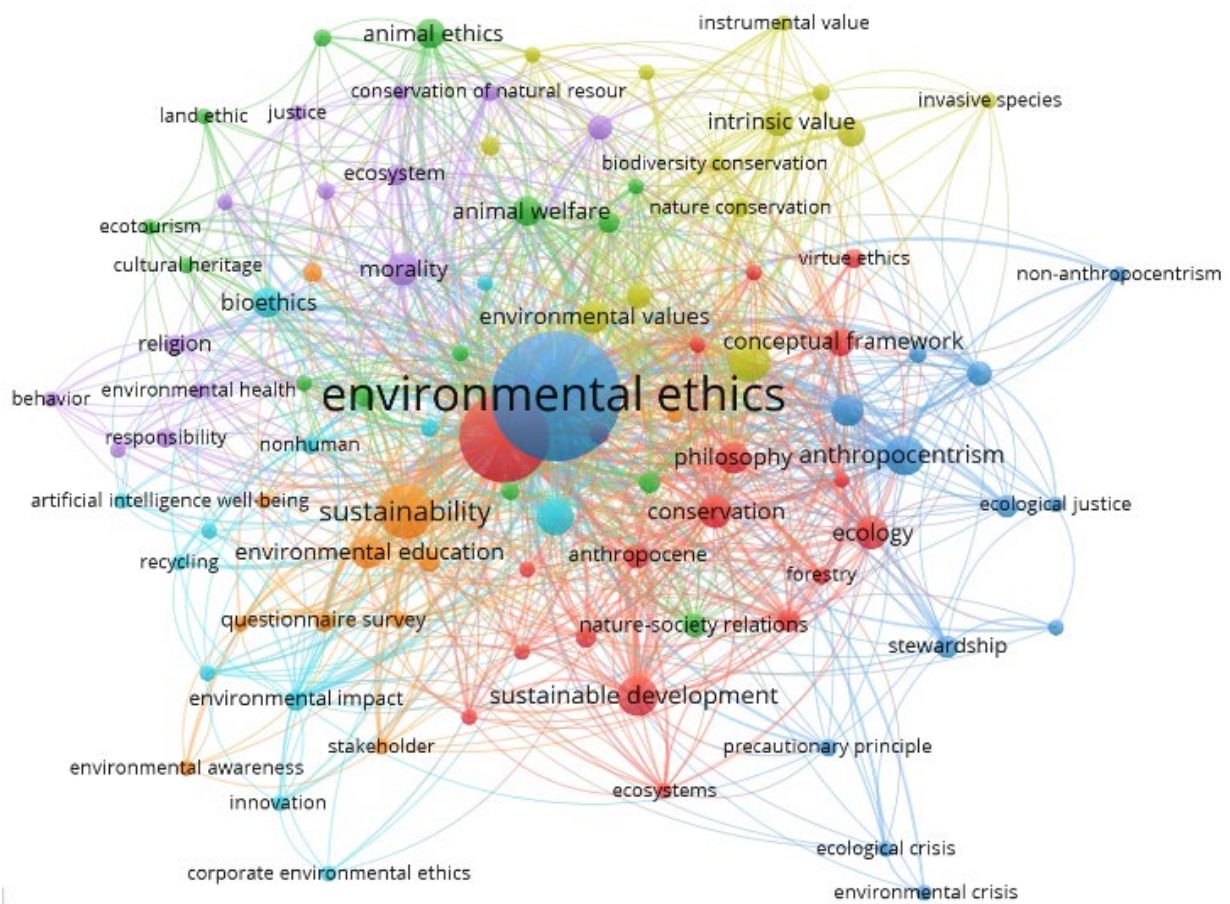 instrumental value
animal ethics
conservation of natural resour
invasive species
land ethic
justice
intrinsic value
biodiversity conservation
ecosystem
animal welfare
nature conservation
ecotourism
cultural heritage
morality
virtue ethics
non-anthropocentrism
bioethics
environmental values
religion
conceptual framework
behavior
environmental health
environmental ethics
responsibility
nonhuman
philosophy
anthropocentrism
artificial intelligence
well-being
sustainability
conservation
ecological justice
recycling
environmental education
anthropocene
ecology
forestry
questionnaire survey
nature-society relations
stewardship
environmental impact
sustainable development
stakeholder
precautionary principle
environmental awareness
innovation
ecosystems
corporate environmental ethics
ecological crisis
environmental crisis